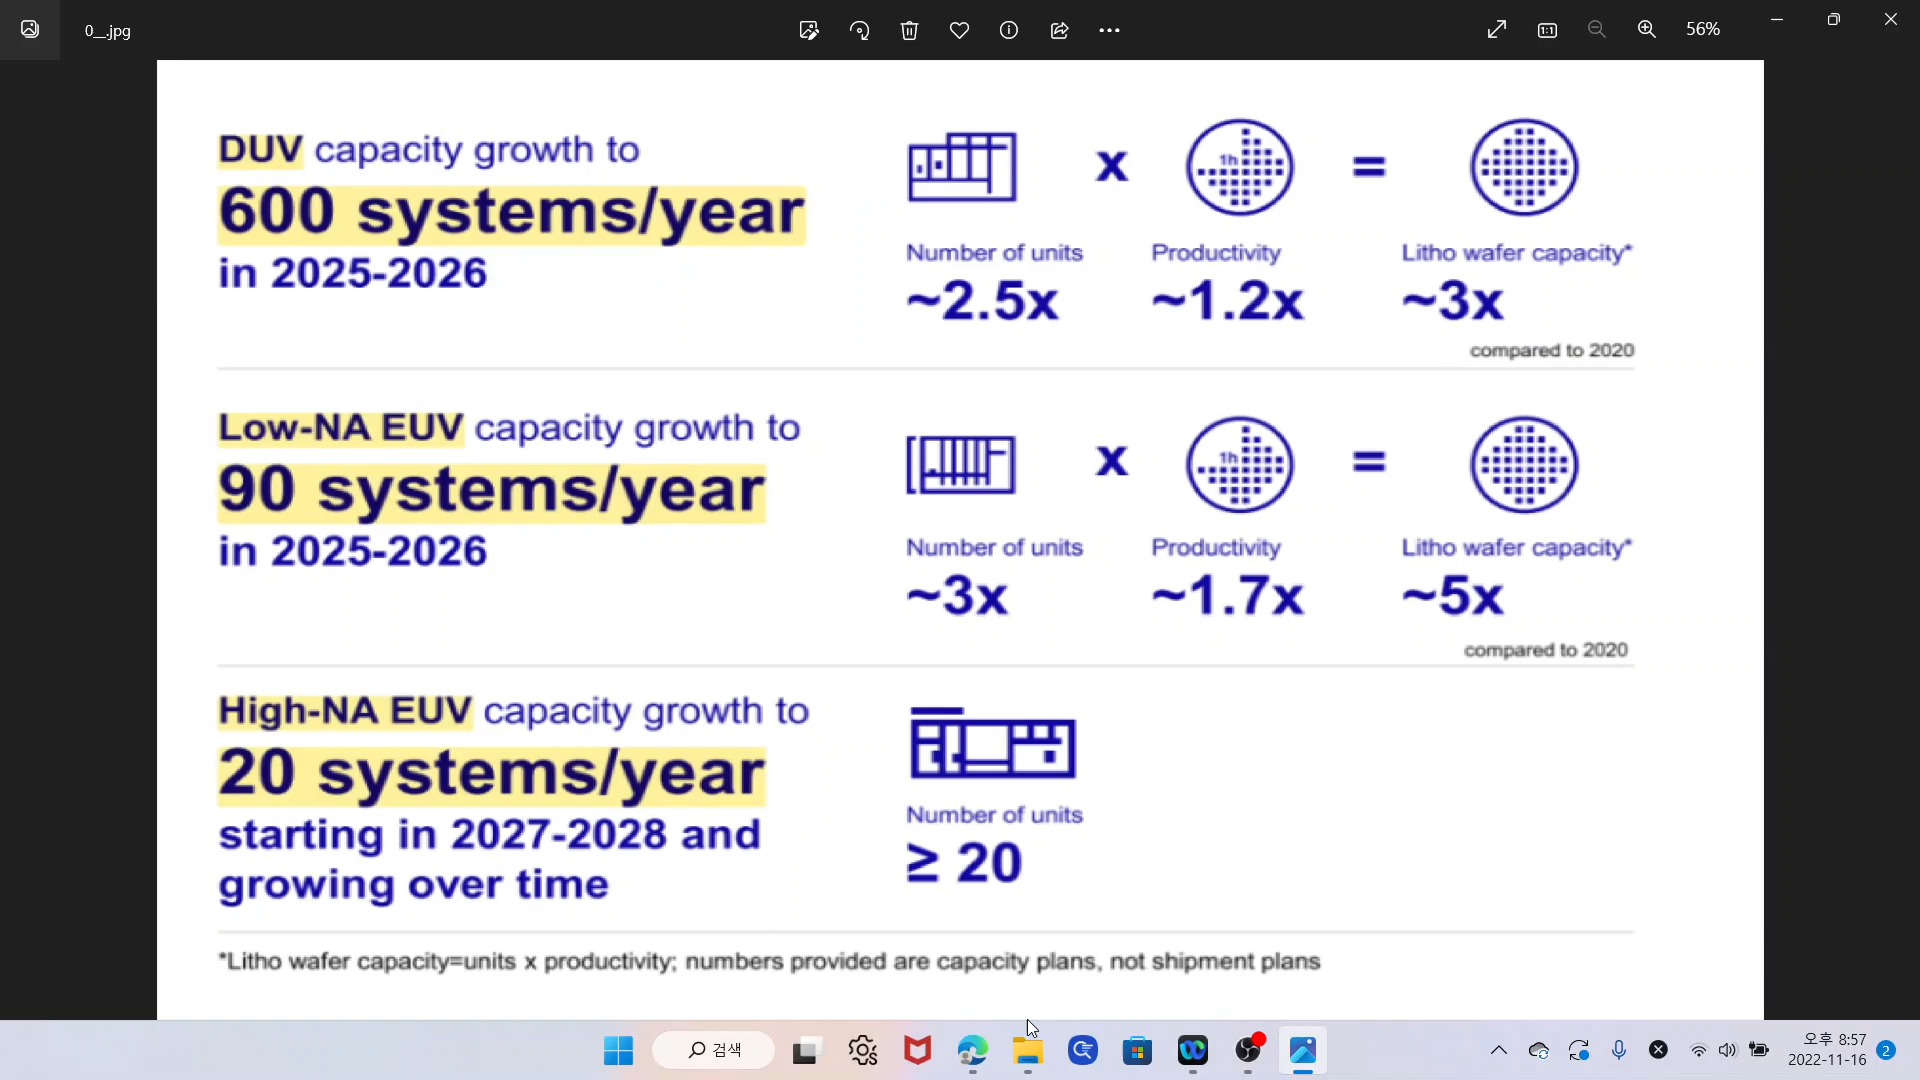 0__.jpg
56%
DUV capacity growth to
600 systems/year
in 2025-2026
x
1h
=
Number of units
Productivity
Litho wafer capacity*
~2.5x
~1.2x
~3x
compared to 2020
Low-NA EUV capacity growth to
90 systems/year
in 2025-2026
x
1h
=
Number of units
Productivity
Litho wafer capacity*
~3x
~1.7x
~5x
compared to 2020
High-NA EUV capacity growth to
20 systems/year
starting in 2027-2028 and
growing over time
Number of units
≥ 20
*Litho wafer capacity=units x productivity; numbers provided are capacity plans, not shipment plans
검색
오후 8:57
2022-11-16
2